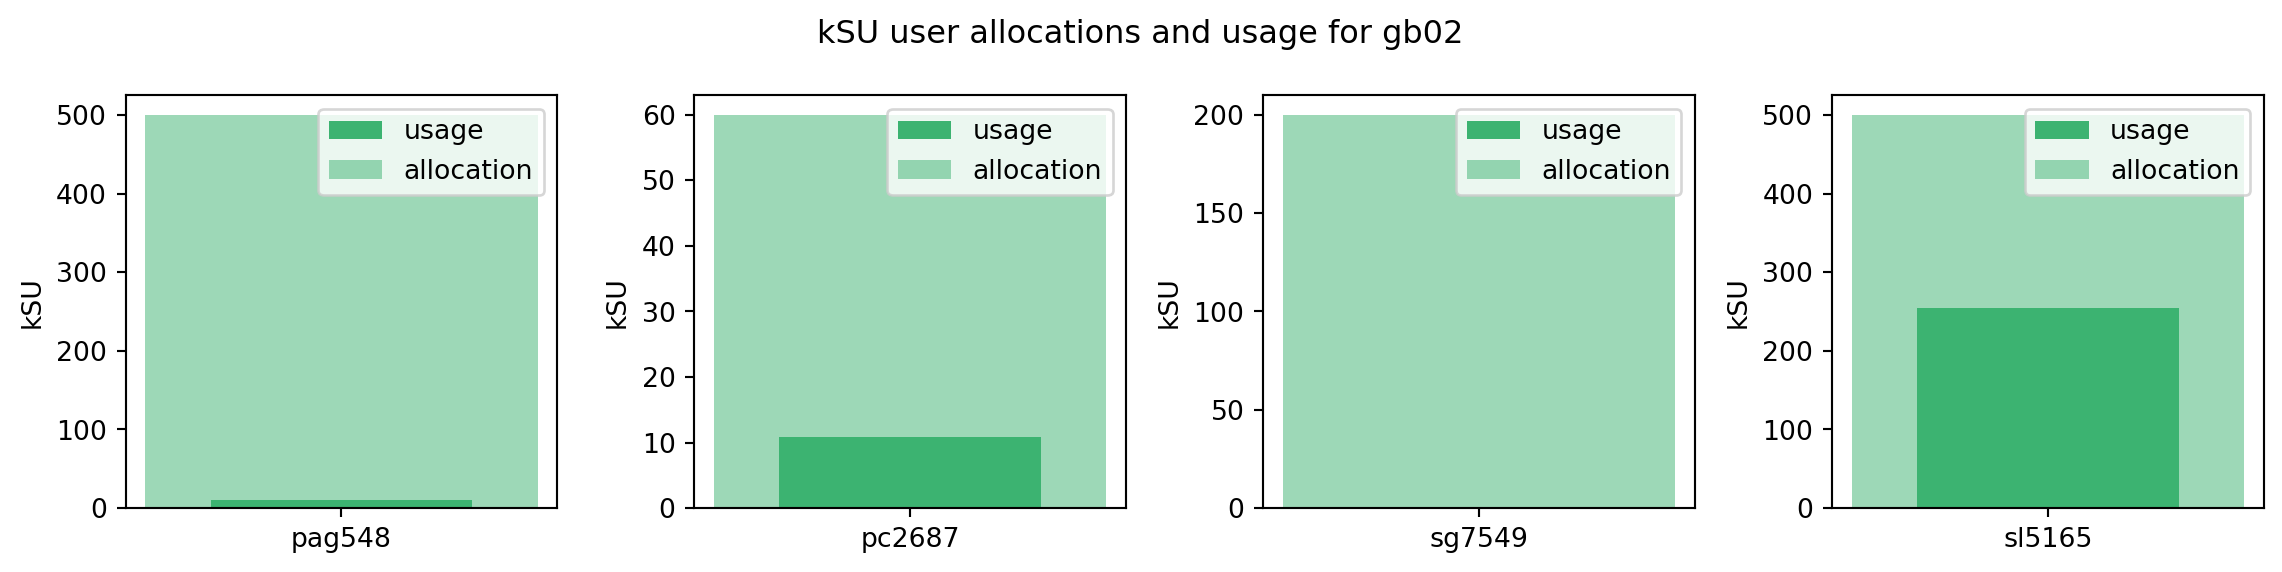 kSU user allocations and usage for gb02
500
400
300
200
100
0
kSU
usage
allocation
pag548
60
50
40
30
20
10
0
kSU
usage
allocation
pc2687
200
150
100
50
0
kSU
usage
allocation
sg7549
500
400
300
200
100
0
kSU
usage
allocation
sl5165